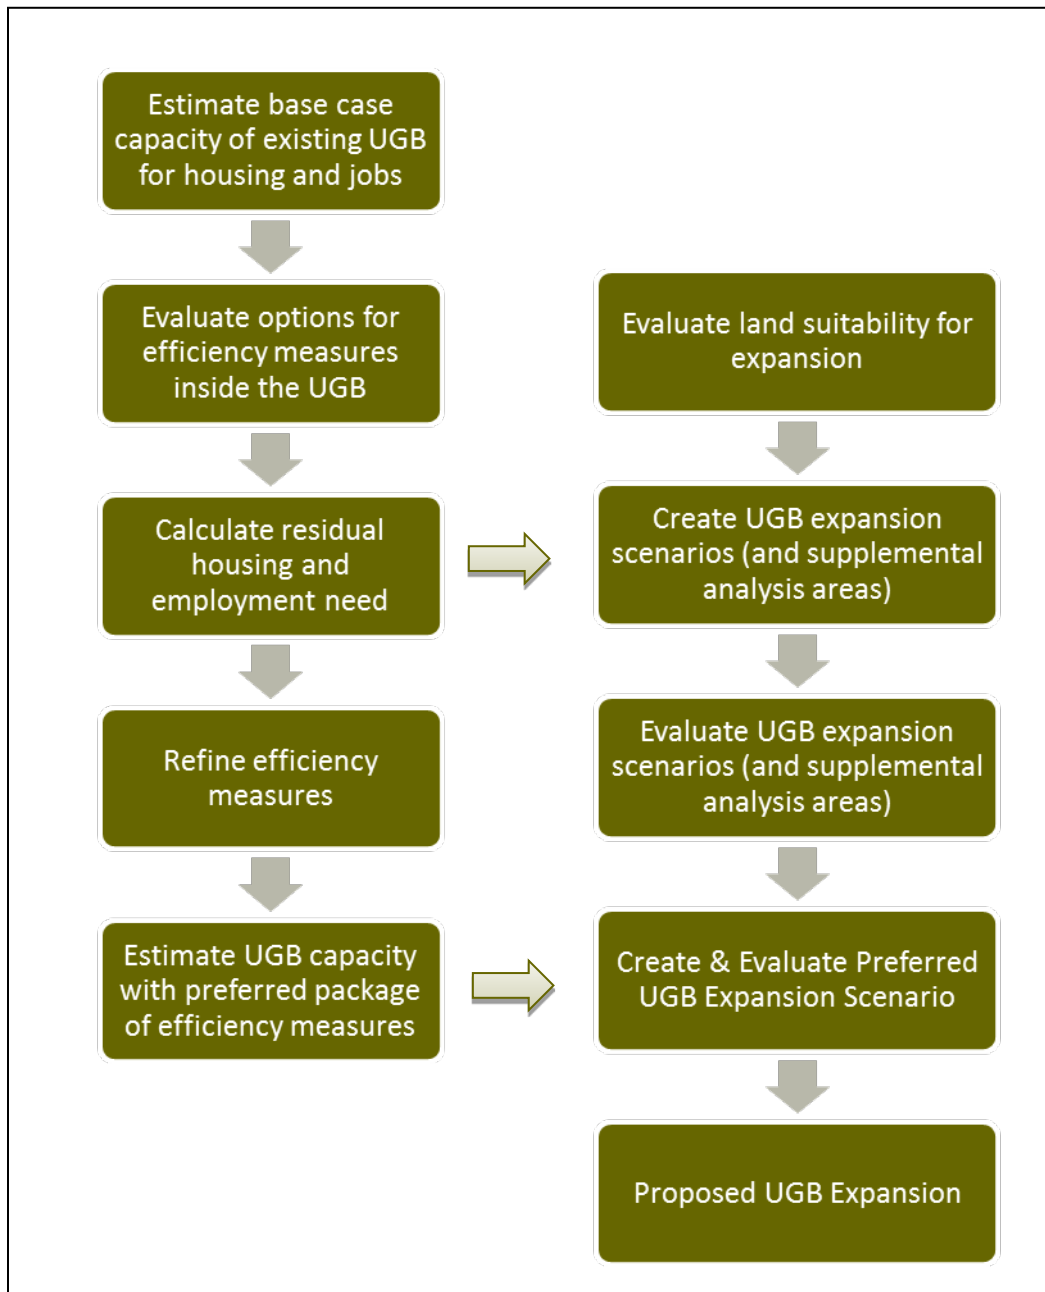 Estimate base case
capacity of existing UGB
for housing and jobs
Evaluate options for
efficiency measures
inside the UGB
Calculate residual
housing and
employment need
Refine efficiency
measures
Estimate UGB capacity
with preferred package
of efficiency measures
Evaluate land suitability for
expansion
Create UGB expansion
scenarios (and supplemental
analysis areas)
Evaluate UGB expansion
scenarios (and supplemental
analysis areas)
Create & Evaluate Preferred
UGB Expansion Scenario
Proposed UGB Expansion